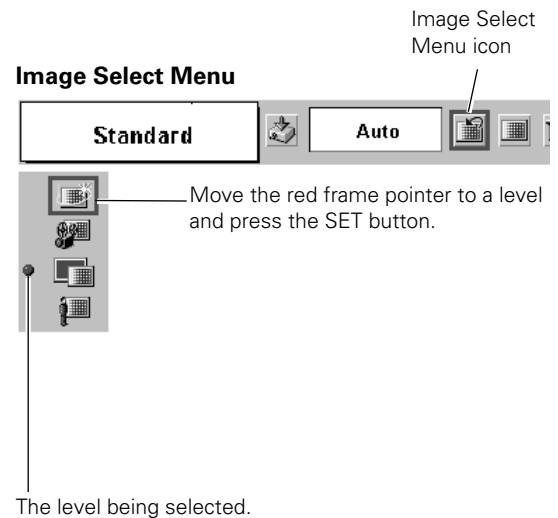 Image Select
Menu icon
Image Select Menu
Standard
Auto
Move the red frame pointer to a level
and press the SET button.
The level being selected.